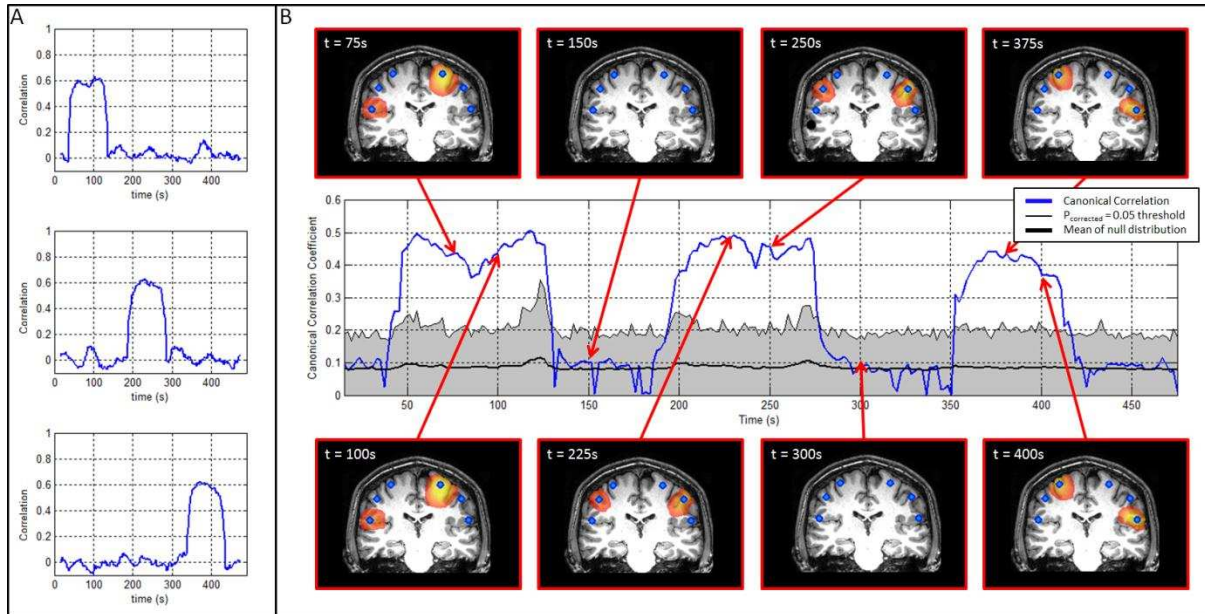 A
1
0.8
0.6
0.4
0.2
0
Correlation
0 100 200 300 400
time (s)
1
0.8
0.6
0.4
0.2
0
Correlation
0 100 200 300 400
time (s)
1
0.8
0.6
0.4
0.2
0
Correlation
0 100 200 300 400
time (s)
B
t = 75s
t = 150s
t = 250s
t = 375s
Canonical Correlation
Pcorrected = 0.05 threshold
Mean of null distribution
0.6
0.5
0.4
0.3
0.2
0.1
0
Canonical Correlation Coefficient
50 100 150 200 250 300 350 400 450
Time (s)
t = 100s
t = 225s
t = 300s
t = 400s